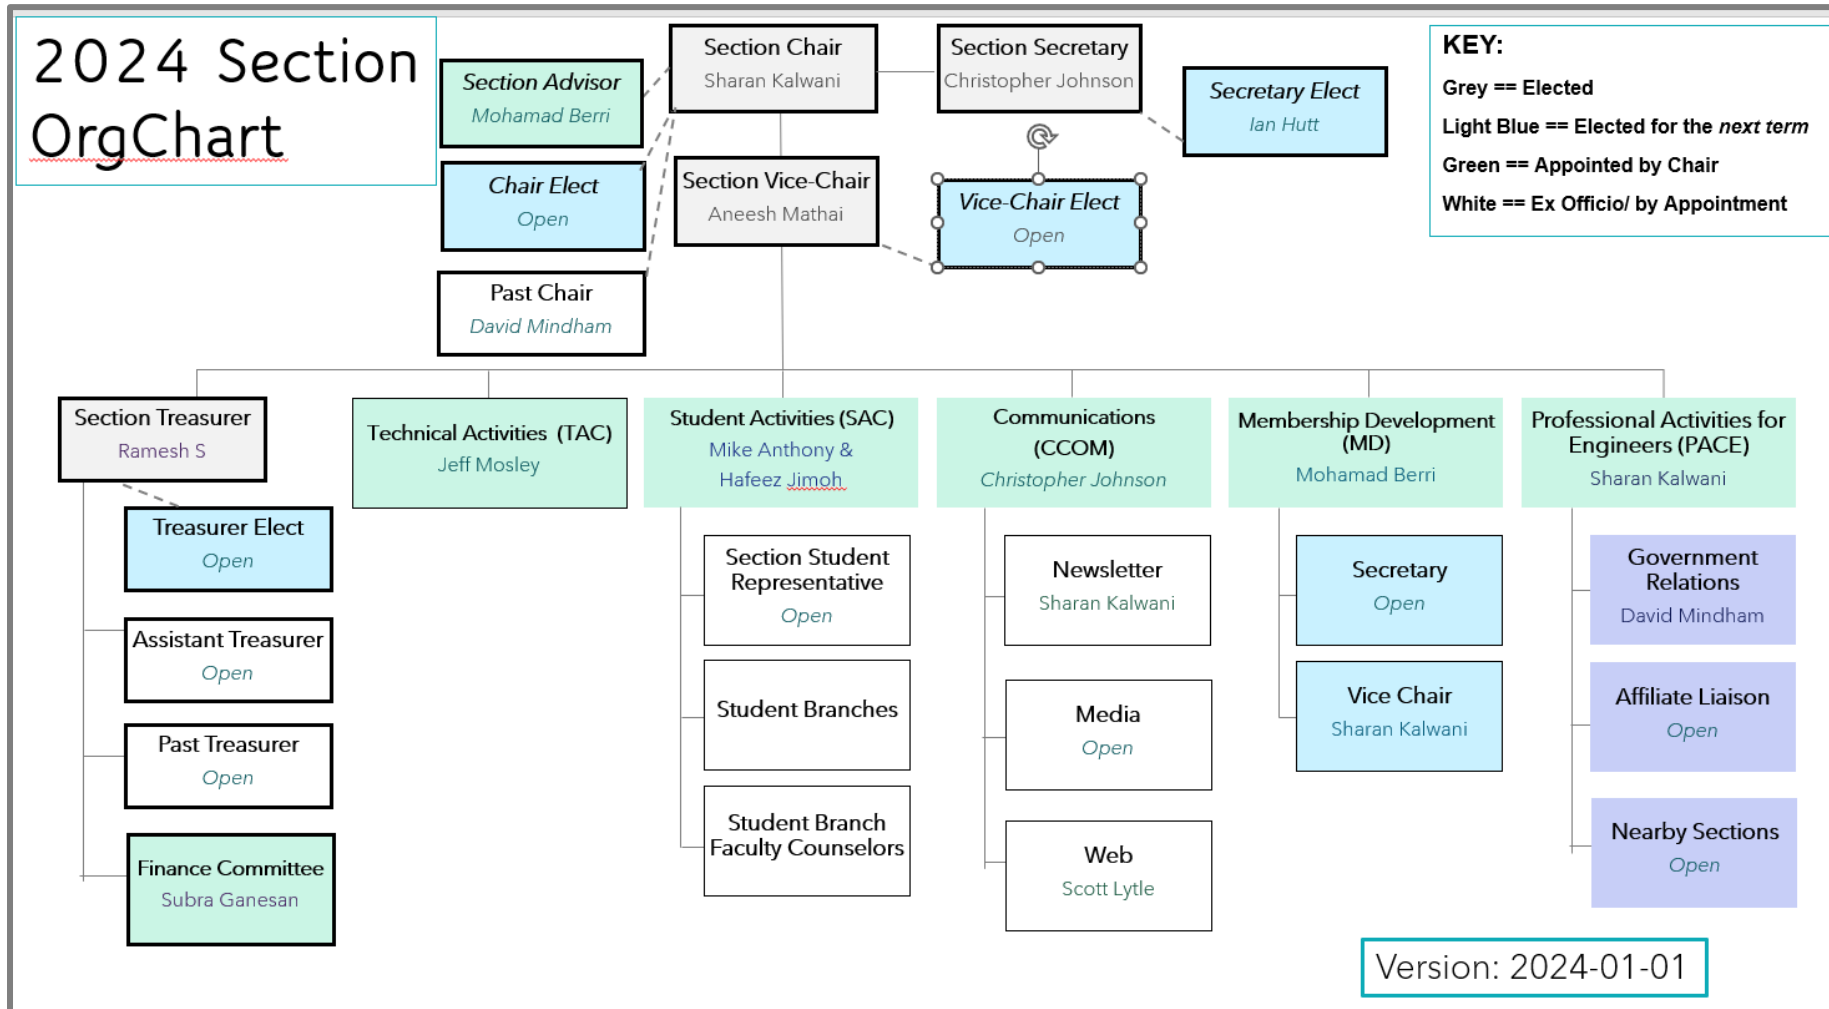 2024 Section
OrgChart
Section Advisor
Mohamad Berri
Chair Elect
Open
Past Chair
David Mindham
Section Chair
Sharan Kalwani
Section Vice-Chair
Aneesh Mathai
Section Secretary
Christopher Johnson
Vice-Chair Elect
Open
Secretary Elect
Ian Hutt
KEY:
Grey == Elected
Light Blue == Elected for the next term
Green == Appointed by Chair
White == Ex Officio/ by Appointment
Section Treasurer
Ramesh S
Treasurer Elect
Open
Assistant Treasurer
Open
Past Treasurer
Open
Finance Committee
Subra Ganesan
Technical Activities (TAC)
Jeff Mosley
Student Activities (SAC)
Mike Anthony &
Hafeez Jimoh
Section Student
Representative
Open
Student Branches
Student Branch
Faculty Counselors
Communications
(CCOM)
Christopher Johnson
Newsletter
Sharan Kalwani
Media
Open
Web
Scott Lytle
Membership Development
(MD)
Mohamad Berri
Secretary
Open
Vice Chair
Sharan Kalwani
Professional Activities for
Engineers (PACE)
Sharan Kalwani
Government
Relations
David Mindham
Affiliate Liaison
Open
Nearby Sections
Open
Version: 2024-01-01